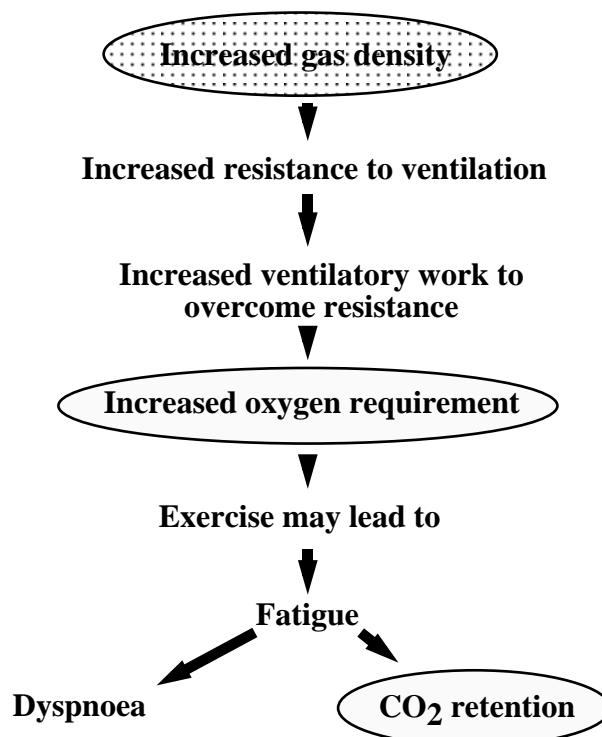 Increased gas density
Increased resistance to ventilation
Increased ventilatory work to
overcome resistance
Increased oxygen requirement
Exercise may lead to
Fatigue
Dyspnoea
CO2 retention